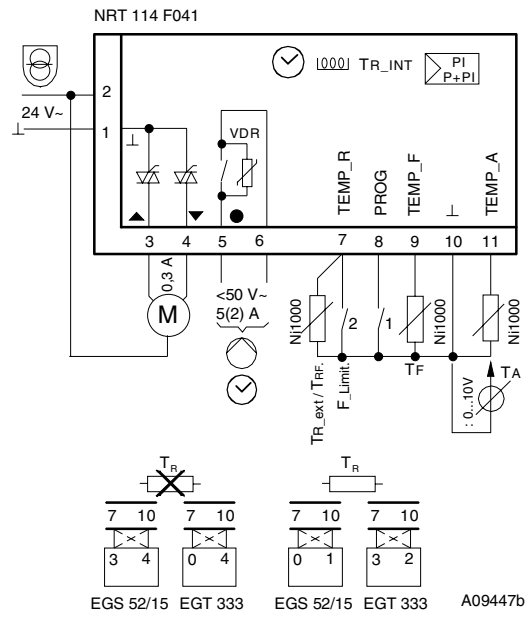 NRT 114 F041
TR_INT
PI
P+PI
2
24 V~
1
⊥
⊥
VDR
TEMP_R
PROG
TEMP_F
⊥
TEMP_A
3 4 5 6 7 8 9 10 11
0,3 A
M
<50 V~
5(2) A
Ni1000
2
1
Ni1000
Ni1000
TR_ext / TRF.
F_Limit.
TF
: 0...10V
TA
TR
TR
7 10 7 10 7 10 7 10
x x x x
3 4 0 4 0 1 3 2
EGS 52/15 EGT 333 EGS 52/15 EGT 333
A09447b